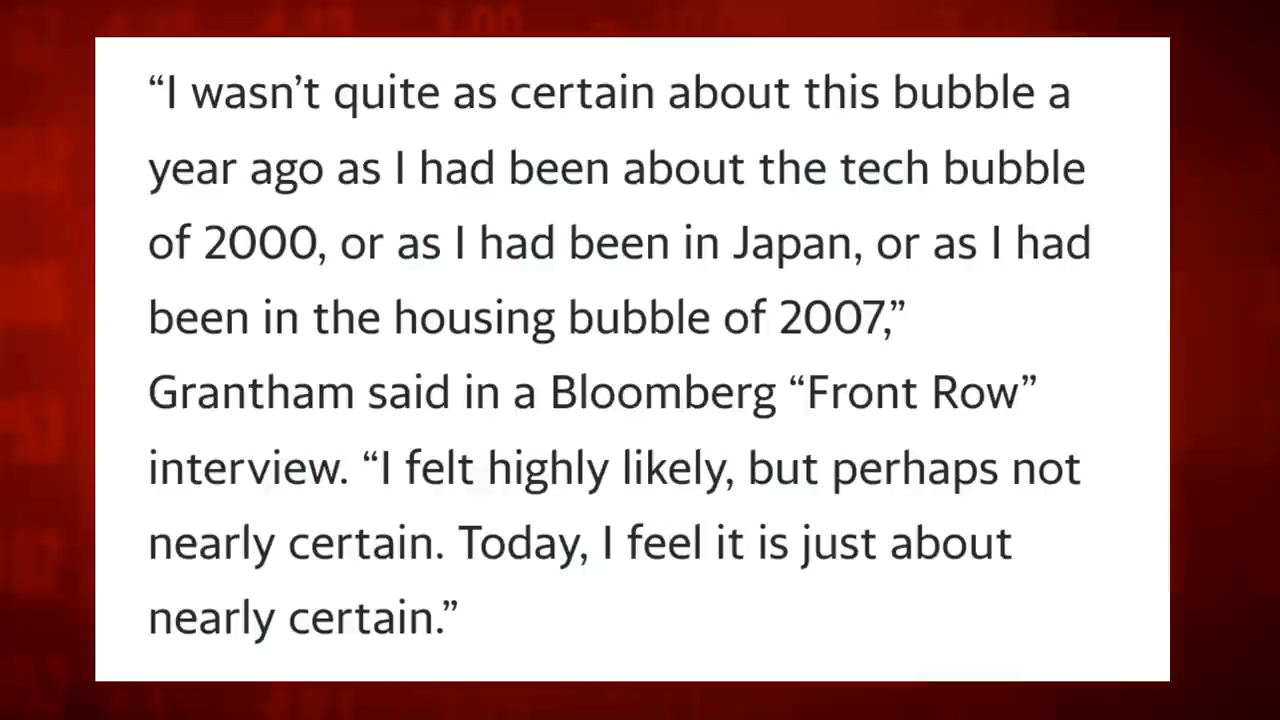 “I wasn’t quite as certain about this bubble a
year ago as I had been about the tech bubble
of 2000, or as I had been in Japan, or as I had
been in the housing bubble of 2007,”
Grantham said in a Bloomberg “Front Row”
interview. “I felt highly likely, but perhaps not
nearly certain. Today, I feel it is just about
nearly certain.”